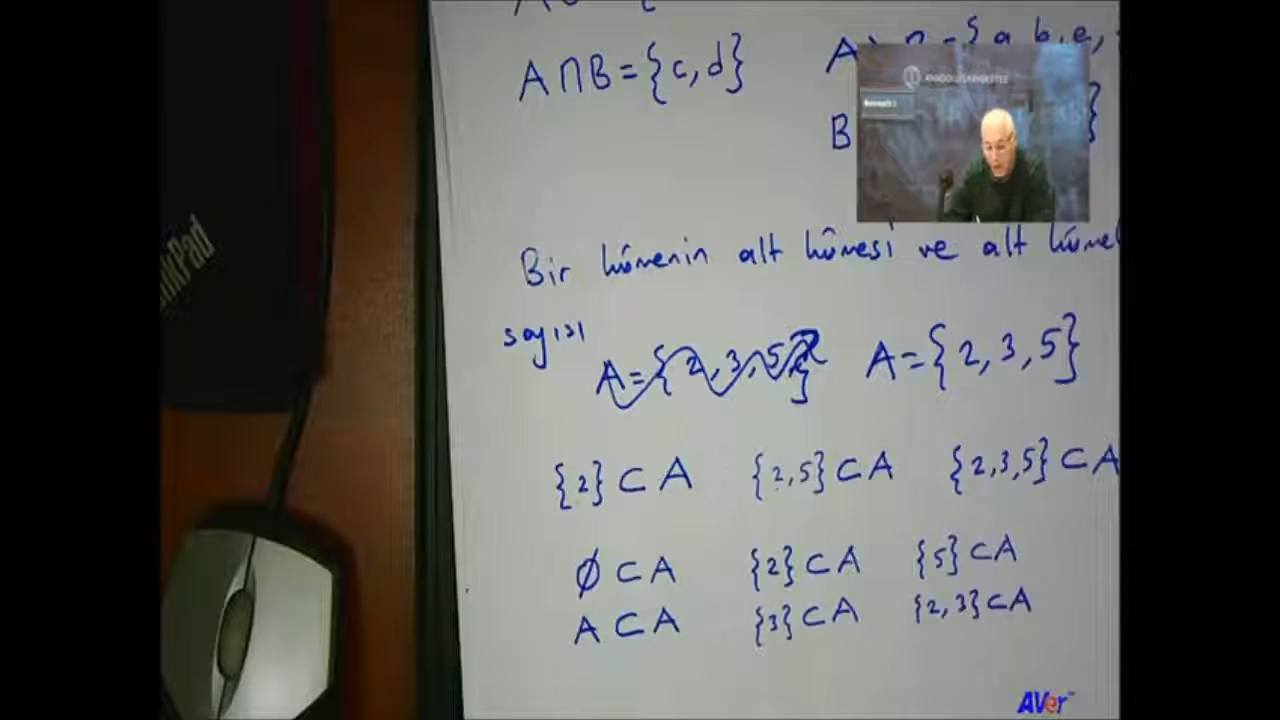 A∩B={c,d}
B
Bir kümenin alt kümesi ve alt kümel
sayısı
A={2,3,5}
A={2,3,5}
{2}⊂A {2,5}⊂A {2,3,5}⊂A
∅⊂A {2}⊂A {5}⊂A
A⊂A {3}⊂A {2,3}⊂A
AVer